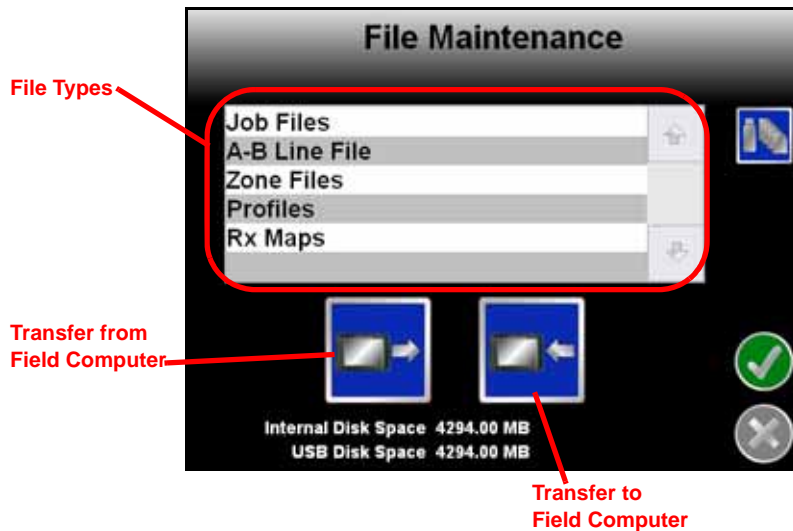 File Maintenance
File Types
Job Files
A-B Line File
Zone Files
Profiles
Rx Maps
Transfer from
Field Computer
Internal Disk Space 4294.00 MB
USB Disk Space 4294.00 MB
Transfer to
Field Computer